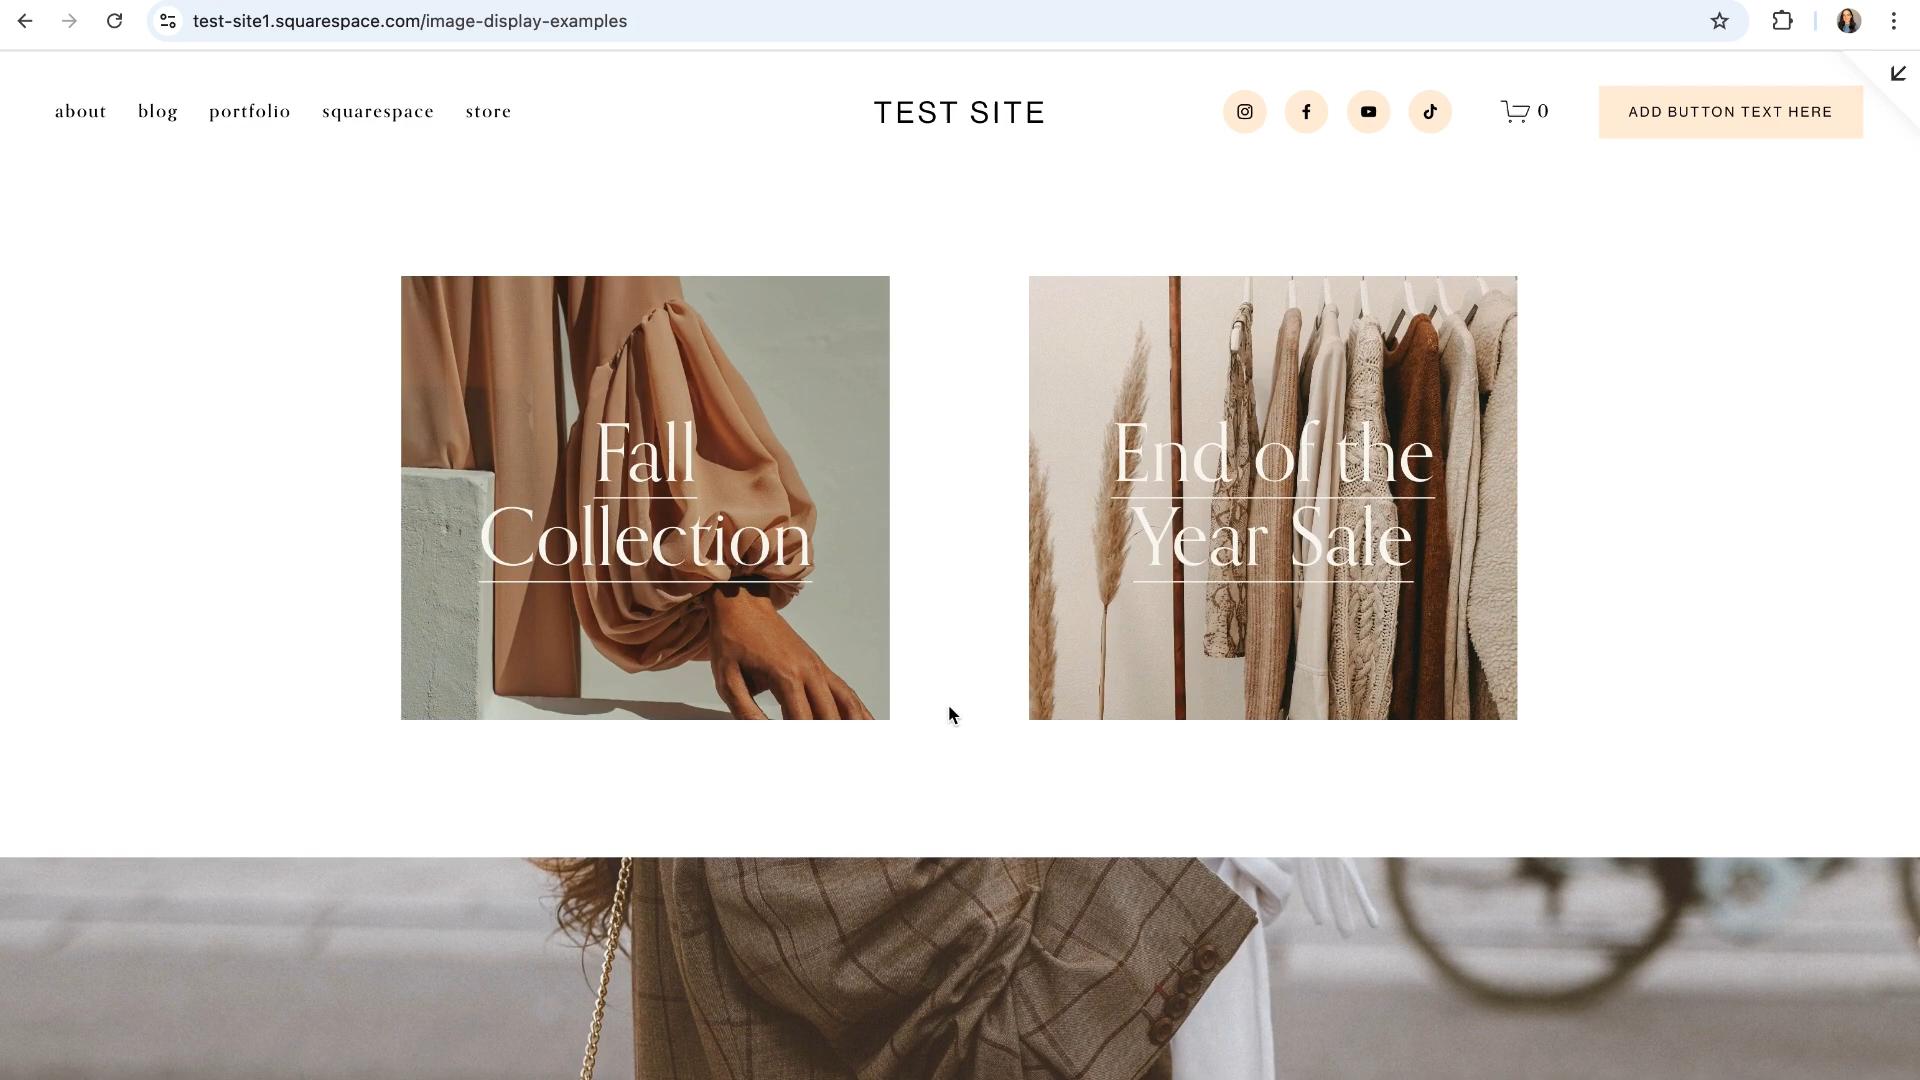 test-site1.squarespace.com/image-display-examples
about blog portfolio squarespace store
TEST SITE
0
ADD BUTTON TEXT HERE
Fall
Collection
End of the
Year Sale